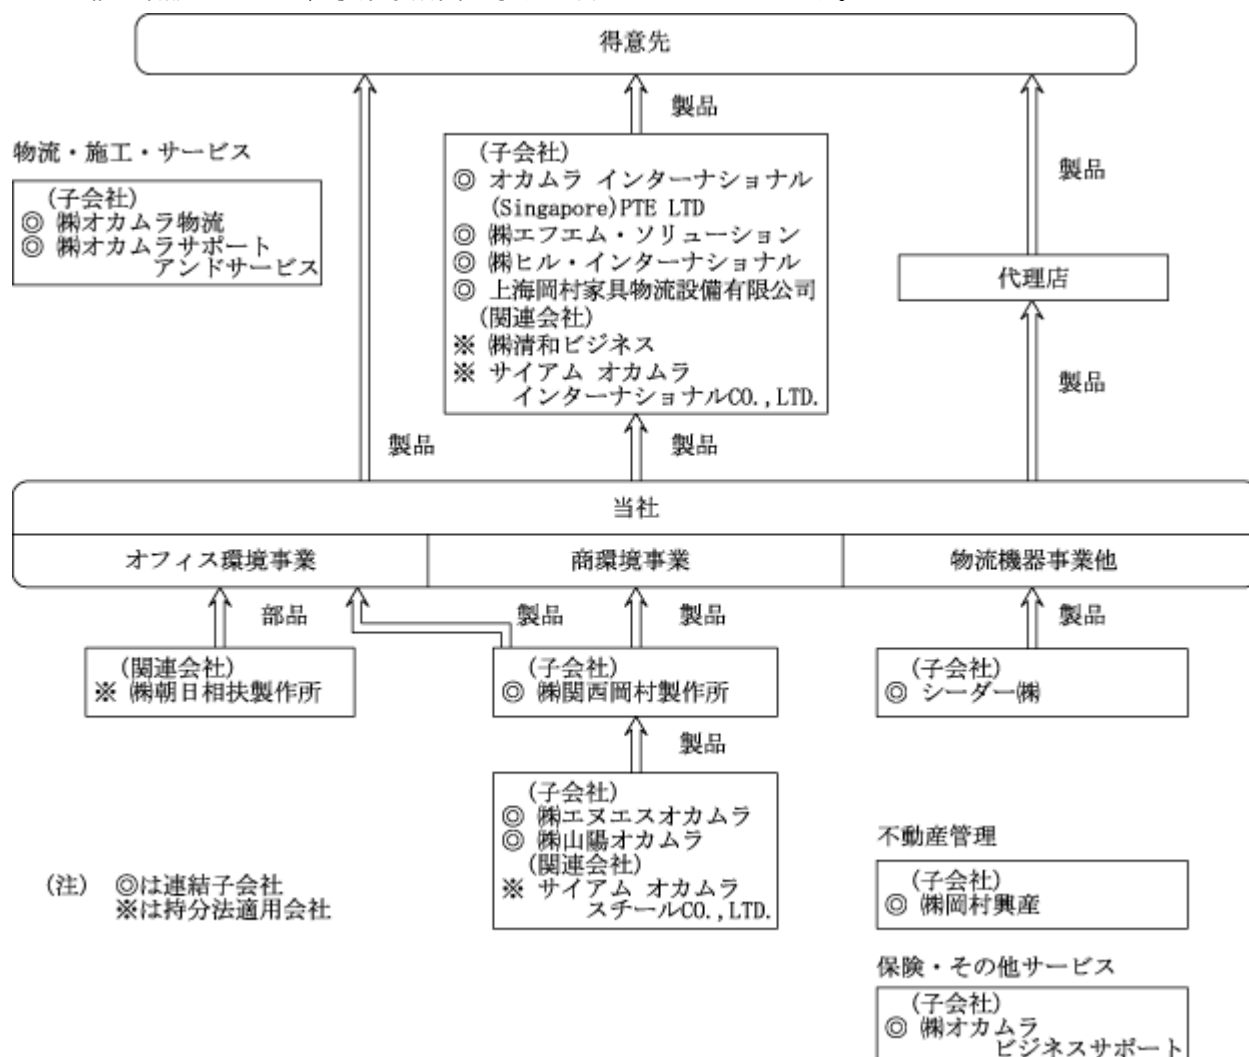 得意先
製品
物流・施工・サービス
(子会社)
◎ ㈱オカムラ物流
◎ ㈱オカムラサポート
アンドサービス
(子会社)
◎ オカムラ インターナショナル
(Singapore)PTE LTD
◎ ㈱エフエム・ソリューション
◎ ㈱ヒル・インターナショナル
◎ 上海岡村家具物流設備有限公司
(関連会社)
※ ㈱清和ビジネス
※ サイアム オカムラ
インターナショナルCO.,LTD.
製品
代理店
製品
製品
製品
当社
オフィス環境事業
商環境事業
物流機器事業他
部品
製品
製品
製品
(関連会社)
※ ㈱朝日相扶製作所
(子会社)
◎ ㈱関西岡村製作所
(子会社)
◎ シーダー㈱
製品
(子会社)
◎ ㈱エヌエスオカムラ
◎ ㈱山陽オカムラ
(関連会社)
※ サイアム オカムラ
スチールCO.,LTD.
不動産管理
(子会社)
◎ ㈱岡村興産
(注) ◎は連結子会社
※は持分法適用会社
保険・その他サービス
(子会社)
◎ ㈱オカムラ
ビジネスサポート